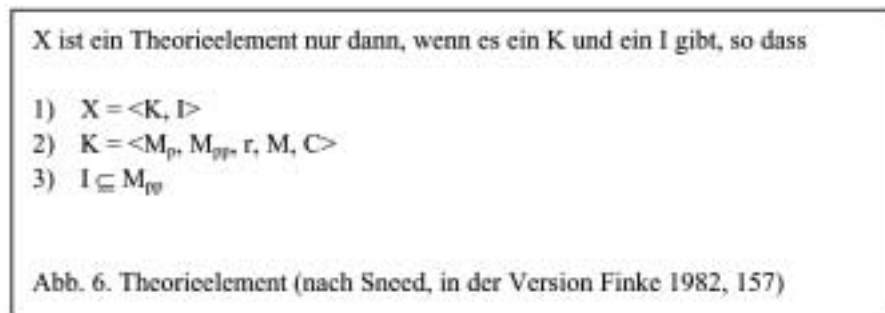 X ist ein Theorieelement nur dann, wenn es ein K und ein I gibt, so dass
1) X = <K, I>
2) K = <Mp, Mpp, r, M, C>
3) I ⊆ Mpp
Abb. 6. Theorieelement (nach Sneed, in der Version Finke 1982, 157)